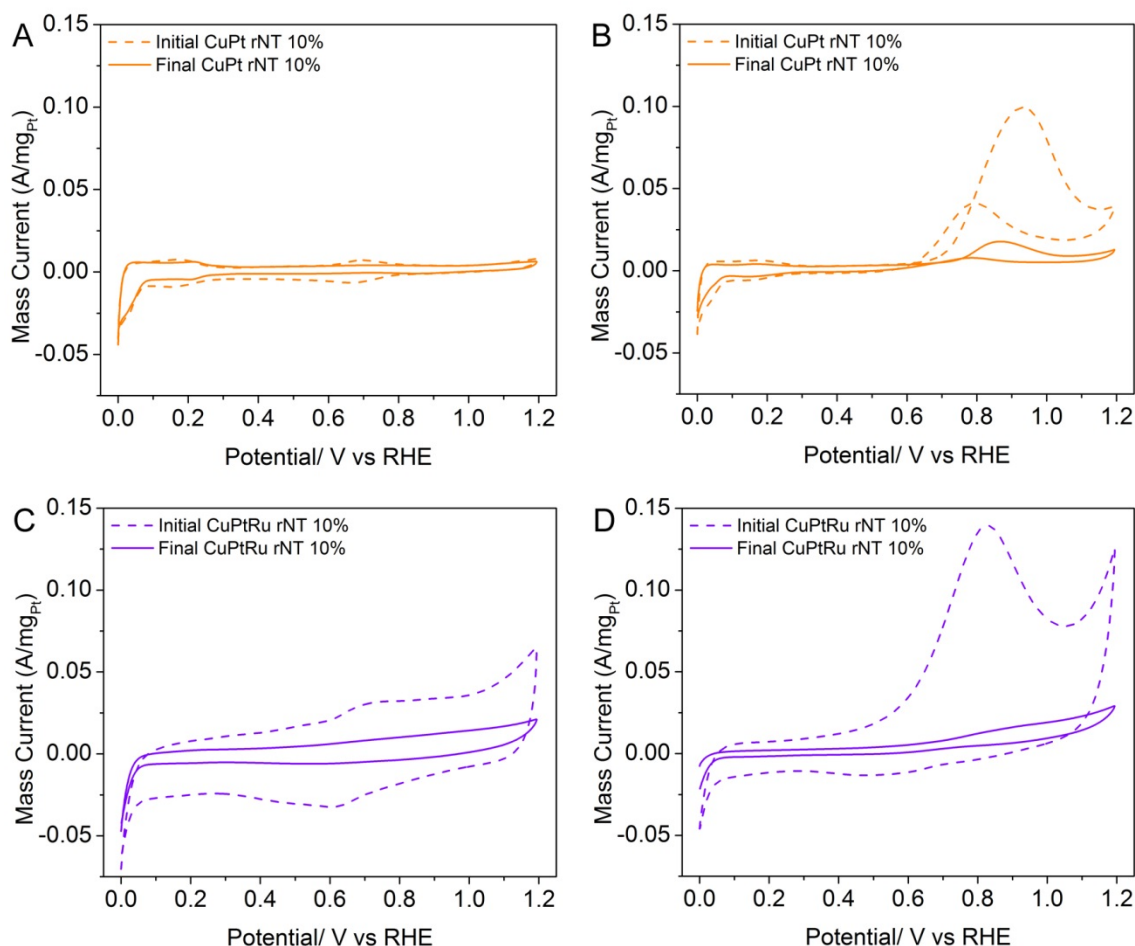 A
Initial CuPt rNT 10%
Final CuPt rNT 10%
Mass Current (A/mgPt)
0.15
0.10
0.05
0.00
-0.05
0.0 0.2 0.4 0.6 0.8 1.0 1.2
Potential/ V vs RHE
B
Initial CuPt rNT 10%
Final CuPt rNT 10%
Mass Current (A/mgPt)
0.15
0.10
0.05
0.00
-0.05
0.0 0.2 0.4 0.6 0.8 1.0 1.2
Potential/ V vs RHE
C
Initial CuPtRu rNT 10%
Final CuPtRu rNT 10%
Mass Current (A/mgPt)
0.15
0.10
0.05
0.00
-0.05
0.0 0.2 0.4 0.6 0.8 1.0 1.2
Potential/ V vs RHE
D
Initial CuPtRu rNT 10%
Final CuPtRu rNT 10%
Mass Current (A/mgPt)
0.15
0.10
0.05
0.00
-0.05
0.0 0.2 0.4 0.6 0.8 1.0 1.2
Potential/ V vs RHE